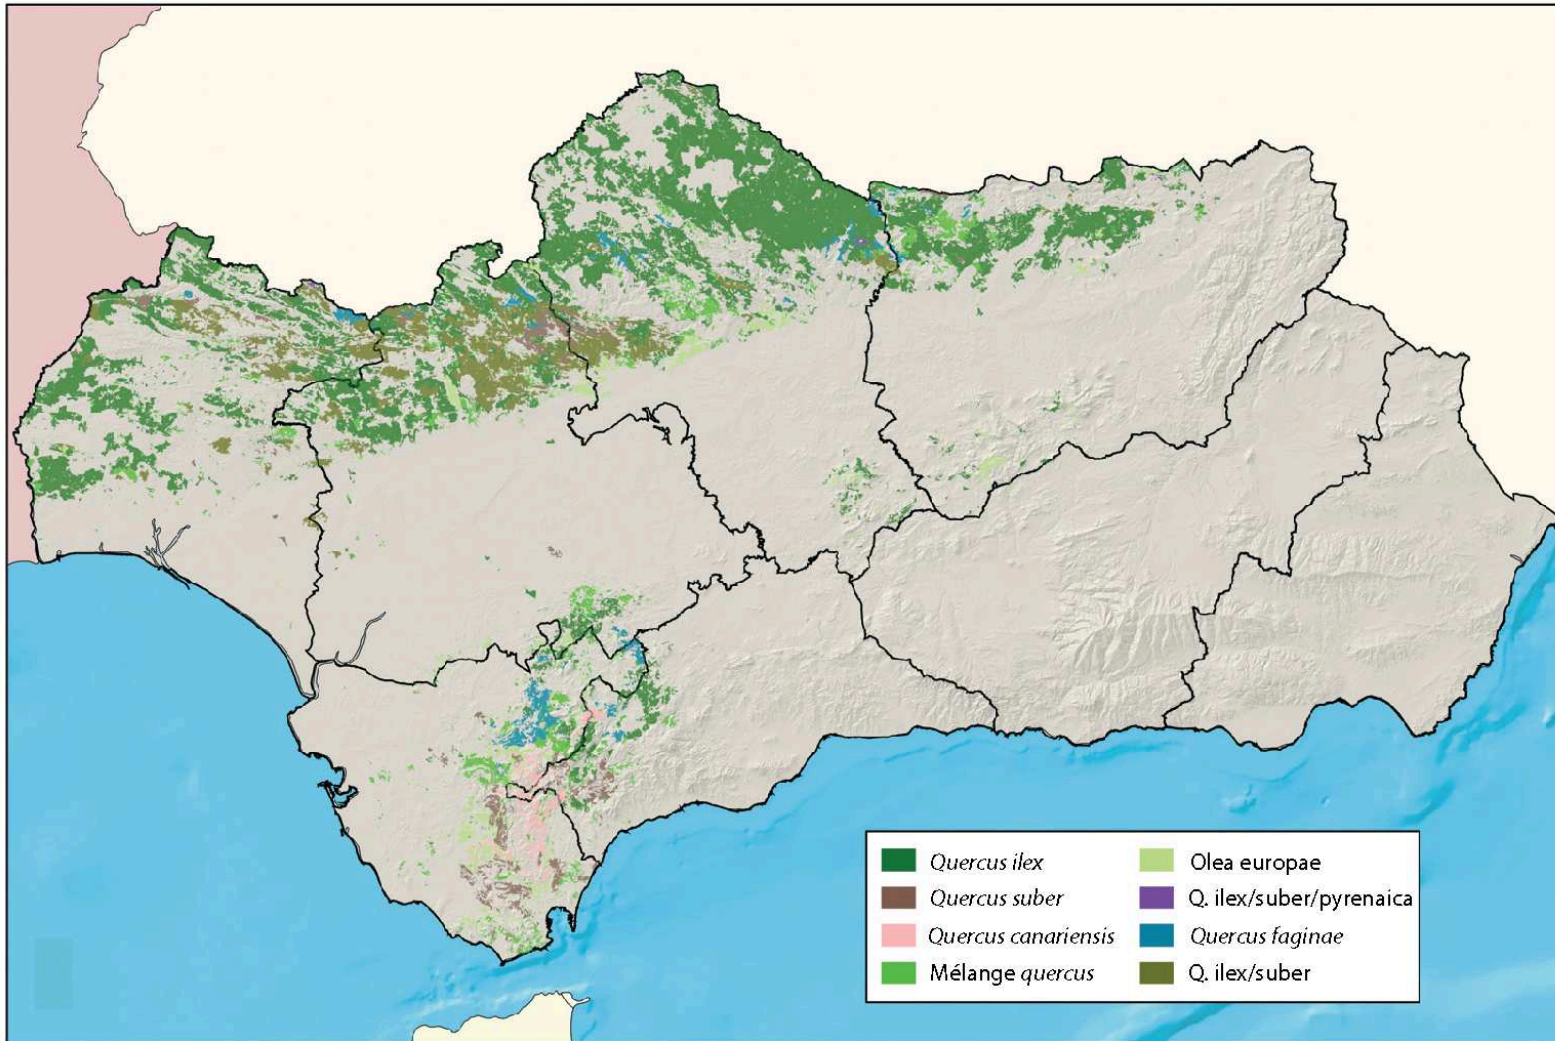 Quercus ilex
Quercus suber
Quercus canariensis
Mélange quercus
Olea europae
Q. ilex/suber/pyrenaica
Quercus faginae
Q. ilex/suber